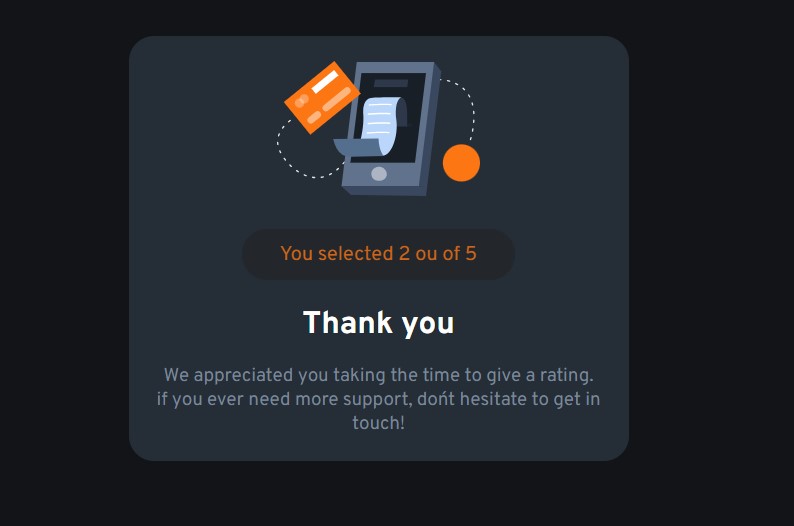 You selected 2 ou of 5
Thank you
We appreciated you taking the time to give a rating.
if you ever need more support, dońt hesitate to get in
touch!